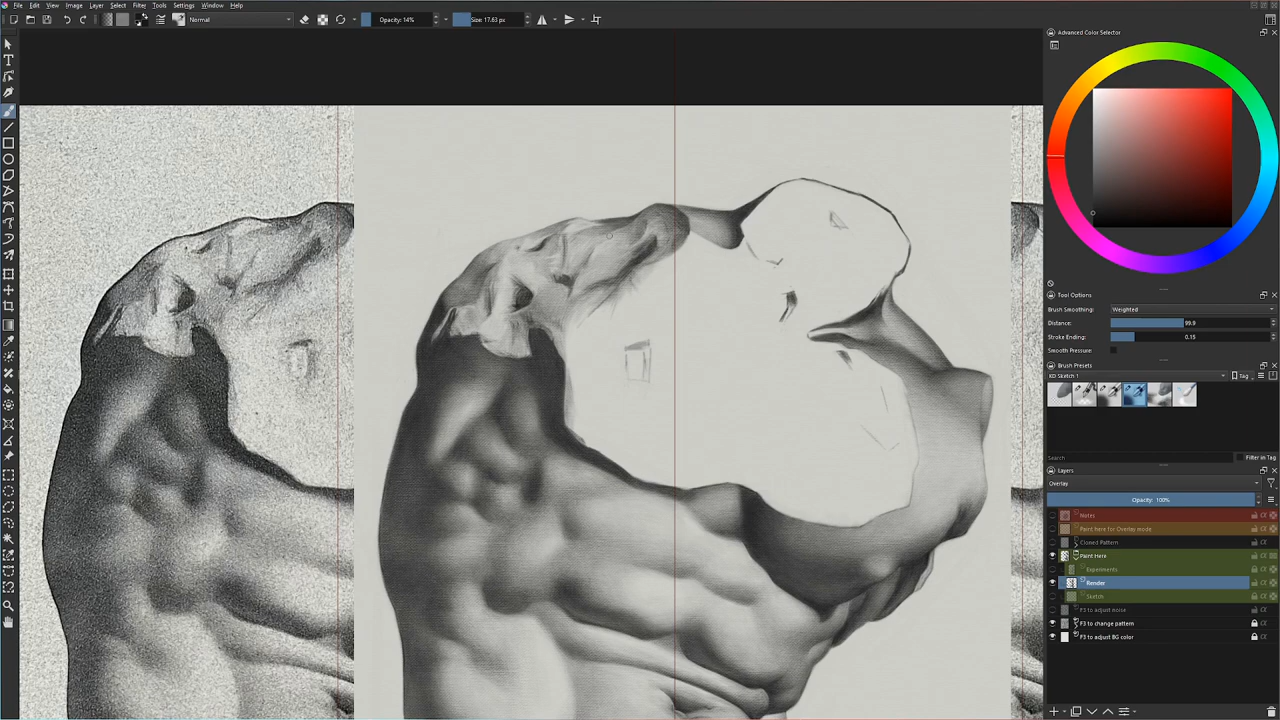 File Edit View Image Layer Select Filter Tools Settings Window Help
Normal Opacity: 14% Size: 17.63 px
Advanced Color Selector
Tool Options
Brush Smoothing: Weighted
Distance: 99.9
Stroke Ending: 0.15
Smooth Pressure:
Brush Presets
KD Sketch 1 Tag
Search Filter in Tag
Layers
Overlay
Opacity: 100%
Notes
Paint here for Overlay mode
Cloned Pattern
Paint Here
Experiments
Render
Sketch
F3 to adjust noise
F3 to change pattern
F3 to adjust BG color